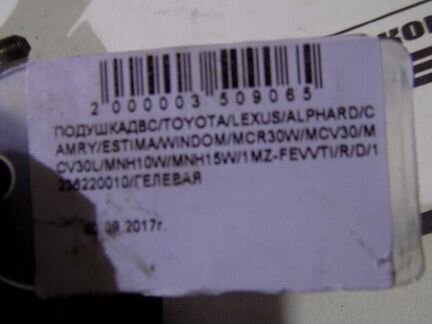 2 000003 509065
ПОДУШКАДВС/TOYOTA/LEXUS/ALPHARD/C
AMRY/ESTIMA/WINDOM/MCR30W/MCV30/M
CV30L/MNH10W/MNH15W/1MZ-FEVVTI/R/D/1
236220010/ГЕЛЕВАЯ
09 2017г.